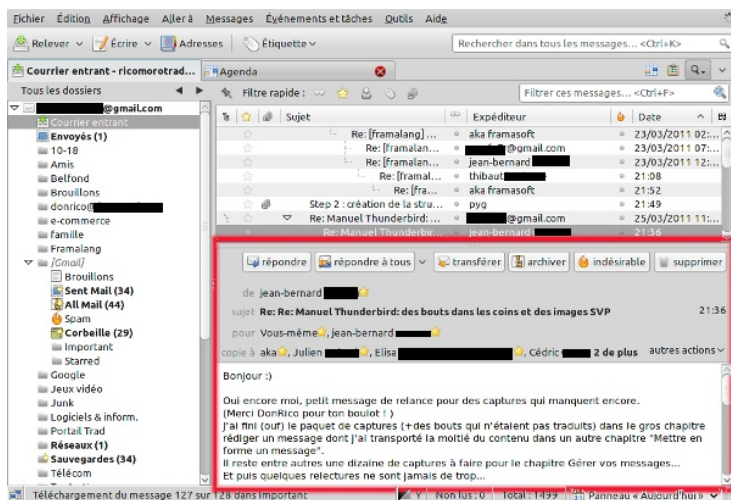 Fichier Édition Affichage Aller à Messages Événements et tâches Outils Aide
Relever Écrire Adresses Étiquette Rechercher dans tous les messages... <Ctrl+K>
Courrier entrant - ricomorotrad... Agenda
Tous les dossiers
Filtre rapide : Filtrer ces messages... <Ctrl+F>
@gmail.com
Courrier entrant
Envoyés (1)
10-18
Amis
Belfond
Brouillons
donrico@
e-commerce
famille
Framalang
[Gmail]
Brouillons
Sent Mail (34)
All Mail (44)
Spam
Corbeille (29)
Important
Starred
Google
Jeux vidéo
Junk
Logiciels & inform.
Portail Trad
Réseaux (1)
Sauvegardes (34)
Télécom
Sujet Expéditeur Date
Re: [framalang] ... aka framasoft 23/03/2011 02:...
Re: [framalan... @gmail.com 23/03/2011 07:...
Re: [framalan... jean-bernard 23/03/2011 12:...
Re: [framal... thibaut 21:08
Re: [fra... aka framasoft 21:52
Step 2 : création de la stru... pyg 21:49
Re: Manuel Thunderbird:... @gmail.com 25/03/2011 11:...
Re: Manuel Thunderbir... jean-bernard 21:36
répondre répondre à tous transférer archiver indésirable supprimer
de jean-bernard
sujet Re: Re: Manuel Thunderbird: des bouts dans les coins et des images SVP 21:36
pour Vous-même, jean-bernard
copie à aka, Julien , Elisa , Cédric 2 de plus autres actions
Bonjour :)
Oui encore moi, petit message de relance pour des captures qui manquent encore.
(Merci DonRico pour ton boulot ! )
J'ai fini (ouf) le paquet de captures (+des bouts qui n'étaient pas traduits) dans le gros chapitre
rédiger un message dont j'ai transporté la moitié du contenu dans un autre chapitre "Mettre en
forme un message".
Il reste entre autres une dizaine de captures à faire pour le chapitre Gérer vos messages...
Et puis quelques relectures ne sont jamais de trop...
Téléchargement du message 127 sur 128 dans Important Y Non lus : 0 Total : 1499 Panneau « Aujourd'hui »